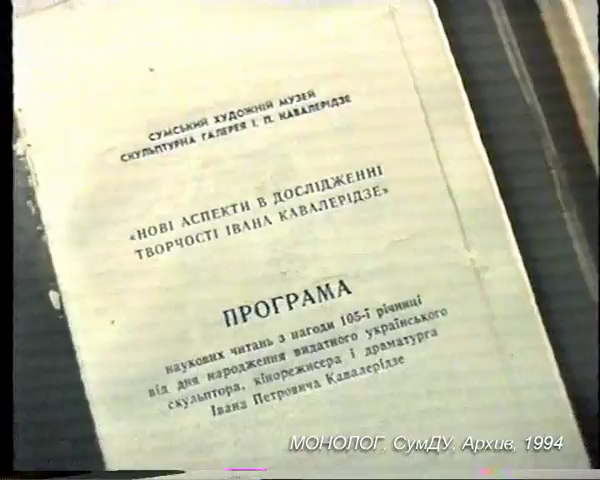 СУМСЬКИЙ ХУДОЖНІЙ МУЗЕЙ
СКУЛЬПТУРНА ГАЛЕРЕЯ І. П. КАВАЛЕРІДЗЕ
«НОВІ АСПЕКТИ В ДОСЛІДЖЕННІ
ТВОРЧОСТІ ІВАНА КАВАЛЕРІДЗЕ»
ПРОГРАМА
наукових читань з нагоди 105-ї річниці
від дня народження видатного українського
скульптора, кінорежисера і драматурга
Івана Петровича Кавалерідзе
МОНОЛОГ, СумДУ, Архив, 1994